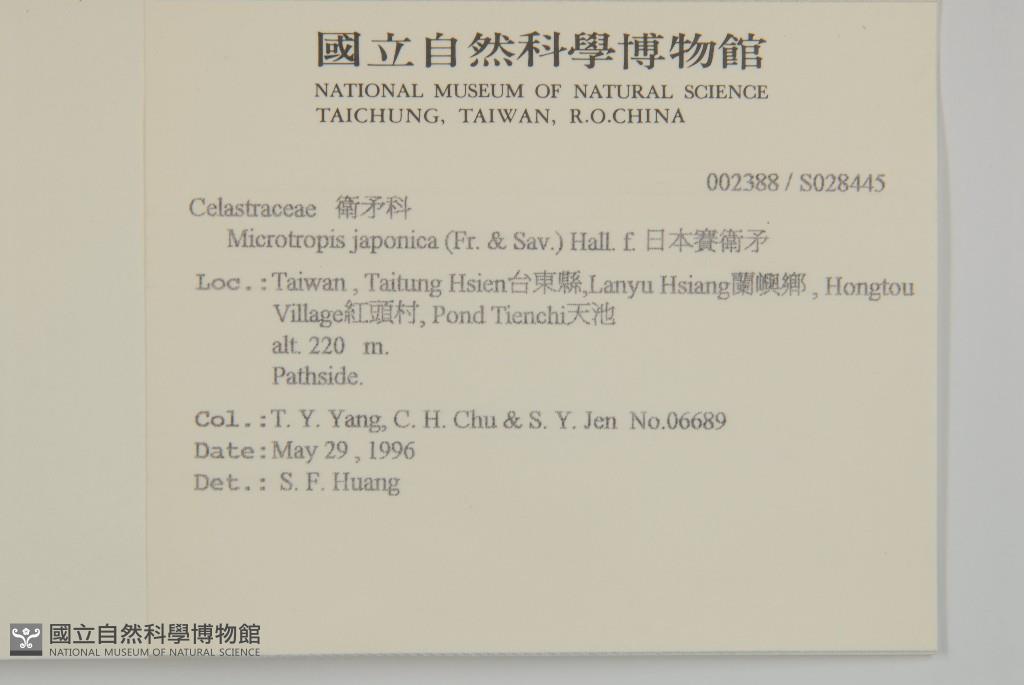 國立自然科學博物館
NATIONAL MUSEUM OF NATURAL SCIENCE
TAICHUNG, TAIWAN, R.O.CHINA
002388 / S028445
Celastraceae 衛矛科
Microtropis japonica (Fr. & Sav.) Hall. f. 日本賽衛矛
Loc.:Taiwan , Taitung Hsien台東縣,Lanyu Hsiang蘭嶼鄉 , Hongtou
Village紅頭村, Pond Tienchi天池
alt. 220 m.
Pathside.
Col.:T. Y. Yang, C. H. Chu & S. Y. Jen No.06689
Date:May 29 , 1996
Det.: S. F. Huang
國立自然科學博物館
NATIONAL MUSEUM OF NATURAL SCIENCE